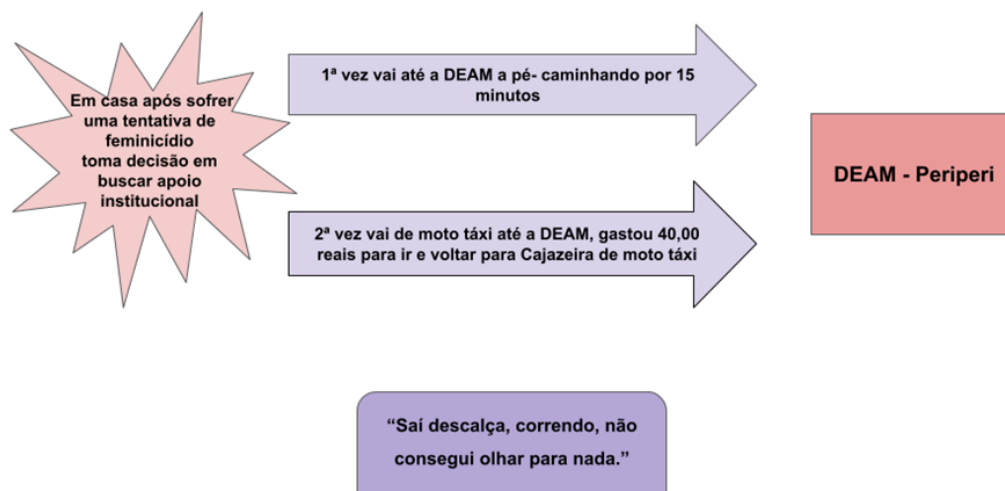 Em casa após sofrer
uma tentativa de
feminicídio
toma decisão em
buscar apoio
institucional
1ª vez vai até a DEAM a pé- caminhando por 15
minutos
2ª vez vai de moto táxi até a DEAM, gastou 40,00
reais para ir e voltar para Cajazeira de moto táxi
DEAM - Periperi
“Saí descalça, correndo, não
consegui olhar para nada.”